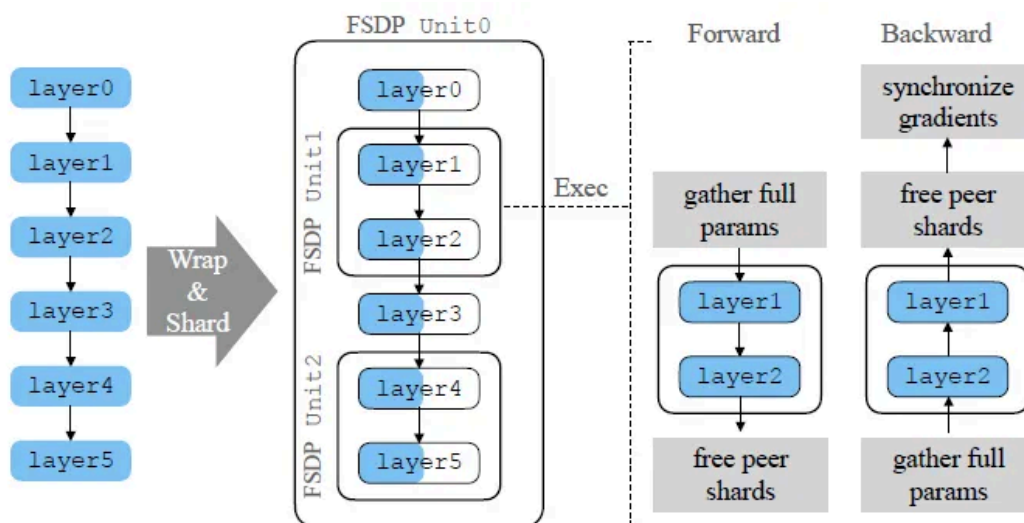 layer0
layer1
layer2
layer3
layer4
layer5
Wrap
&
Shard
FSDP Unit0
layer0
FSDP Unit1
layer1
layer2
layer3
FSDP Unit2
layer4
layer5
Exec
Forward
gather full
params
layer1
layer2
free peer
shards
Backward
synchronize
gradients
free peer
shards
layer1
layer2
gather full
params